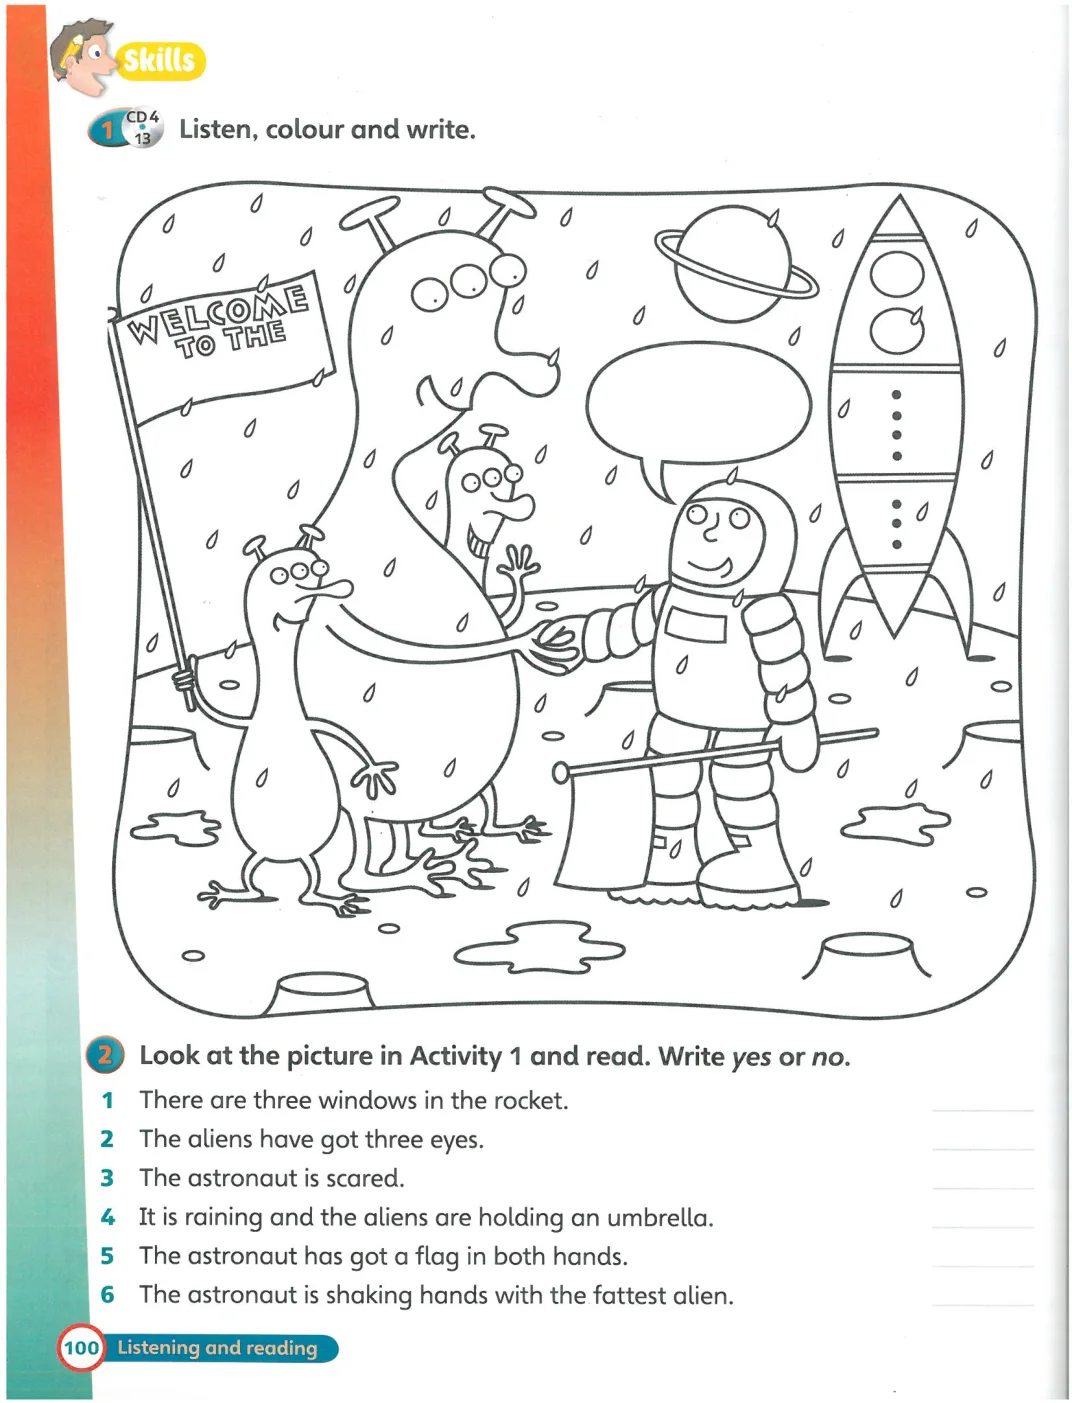 Skills
1 CD4 13 Listen, colour and write.
WELCOME
TO THE
2 Look at the picture in Activity 1 and read. Write yes or no.
1 There are three windows in the rocket.
2 The aliens have got three eyes.
3 The astronaut is scared.
4 It is raining and the aliens are holding an umbrella.
5 The astronaut has got a flag in both hands.
6 The astronaut is shaking hands with the fattest alien.
100 Listening and reading